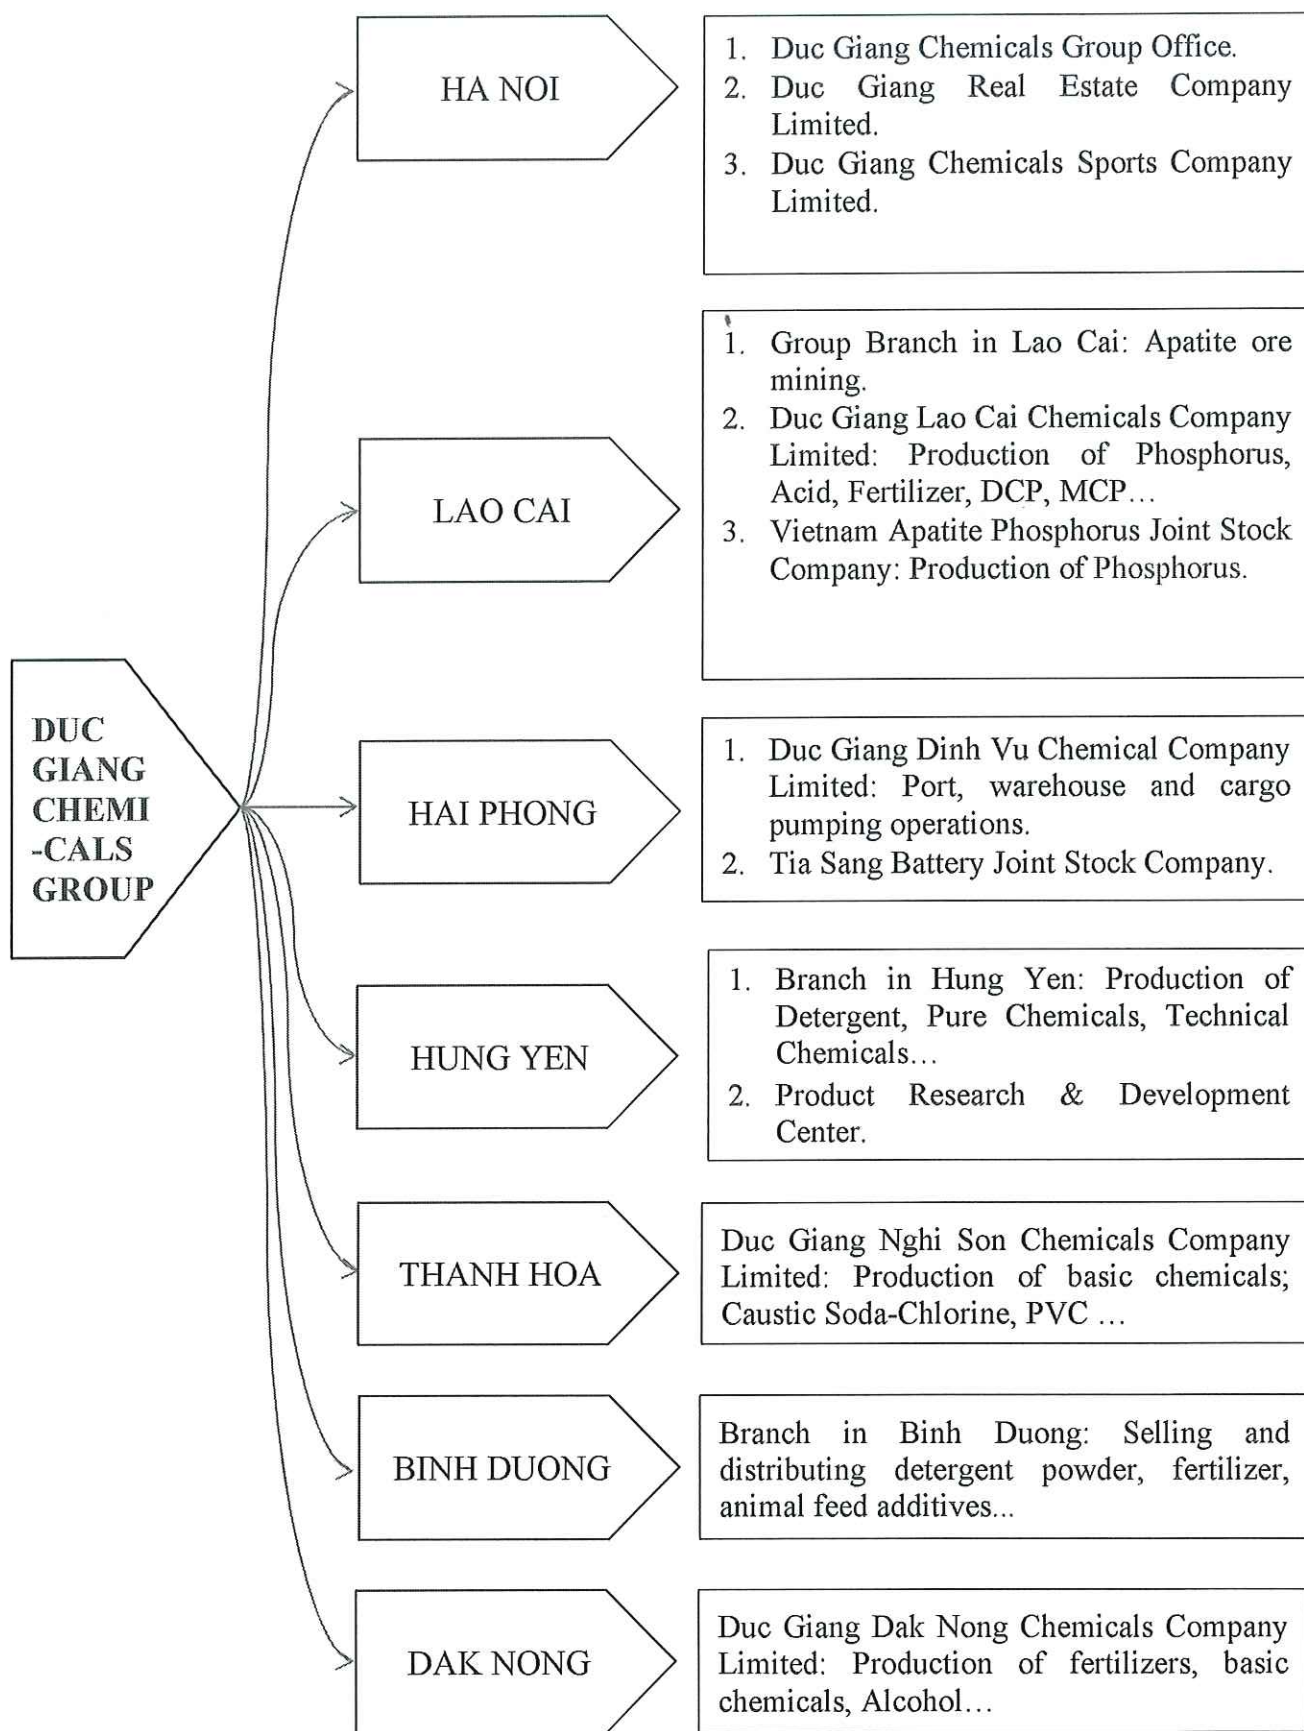 HA NOI
1. Duc Giang Chemicals Group Office.
2. Duc Giang Real Estate Company
Limited.
3. Duc Giang Chemicals Sports Company
Limited.
LAO CAI
1. Group Branch in Lao Cai: Apatite ore
mining.
2. Duc Giang Lao Cai Chemicals Company
Limited: Production of Phosphorus,
Acid, Fertilizer, DCP, MCP...
3. Vietnam Apatite Phosphorus Joint Stock
Company: Production of Phosphorus.
DUC
GIANG
CHEMI
-CALS
GROUP
HAI PHONG
1. Duc Giang Dinh Vu Chemical Company
Limited: Port, warehouse and cargo
pumping operations.
2. Tia Sang Battery Joint Stock Company.
HUNG YEN
1. Branch in Hung Yen: Production of
Detergent, Pure Chemicals, Technical
Chemicals...
2. Product Research & Development
Center.
THANH HOA
Duc Giang Nghi Son Chemicals Company
Limited: Production of basic chemicals;
Caustic Soda-Chlorine, PVC ...
BINH DUONG
Branch in Binh Duong: Selling and
distributing detergent powder, fertilizer,
animal feed additives...
DAK NONG
Duc Giang Dak Nong Chemicals Company
Limited: Production of fertilizers, basic
chemicals, Alcohol...